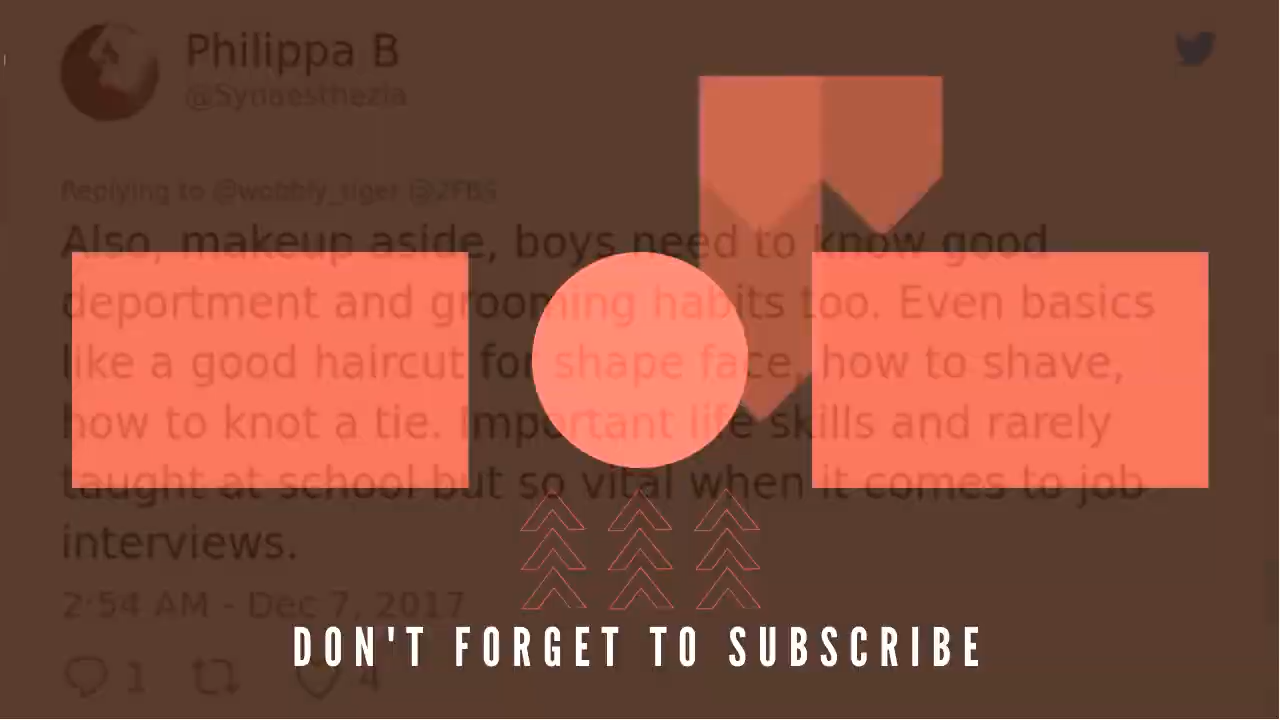 Philippa B
@Synaesthezia
Replying to @wobbly_tiger @2FBS
Also, makeup aside, boys need to know good
deportment and grooming habits too. Even basics
like a good haircut for shape face, how to shave,
how to knot a tie. Important life skills and rarely
taught at school but so vital when it comes to job
interviews.
2:54 AM - Dec 7, 2017
DON'T FORGET TO SUBSCRIBE
1 4